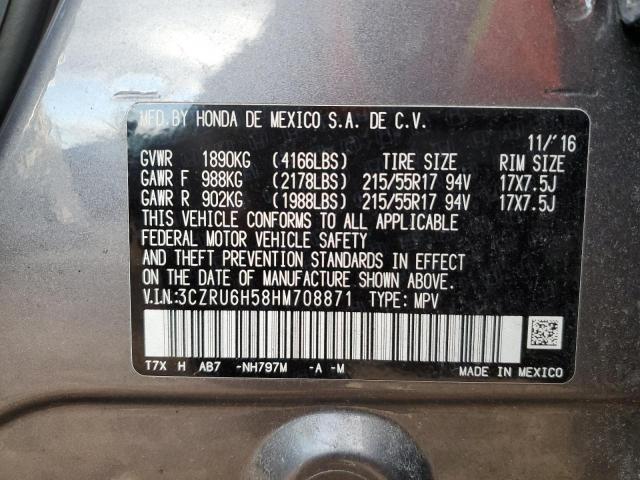 MFD.BY HONDA DE MEXICO S.A. DE C.V.
11/'16
GVWR 1890KG (4166LBS) TIRE SIZE RIM SIZE
GAWR F 988KG (2178LBS) 215/55R17 94V 17X7.5J
GAWR R 902KG (1988LBS) 215/55R17 94V 17X7.5J
THIS VEHICLE CONFORMS TO ALL APPLICABLE
FEDERAL MOTOR VEHICLE SAFETY
AND THEFT PREVENTION STANDARDS IN EFFECT
ON THE DATE OF MANUFACTURE SHOWN ABOVE.
V.I.N:3CZRU6H58HM708871 TYPE: MPV
T7X H AB7 -NH797M -A -M MADE IN MEXICO